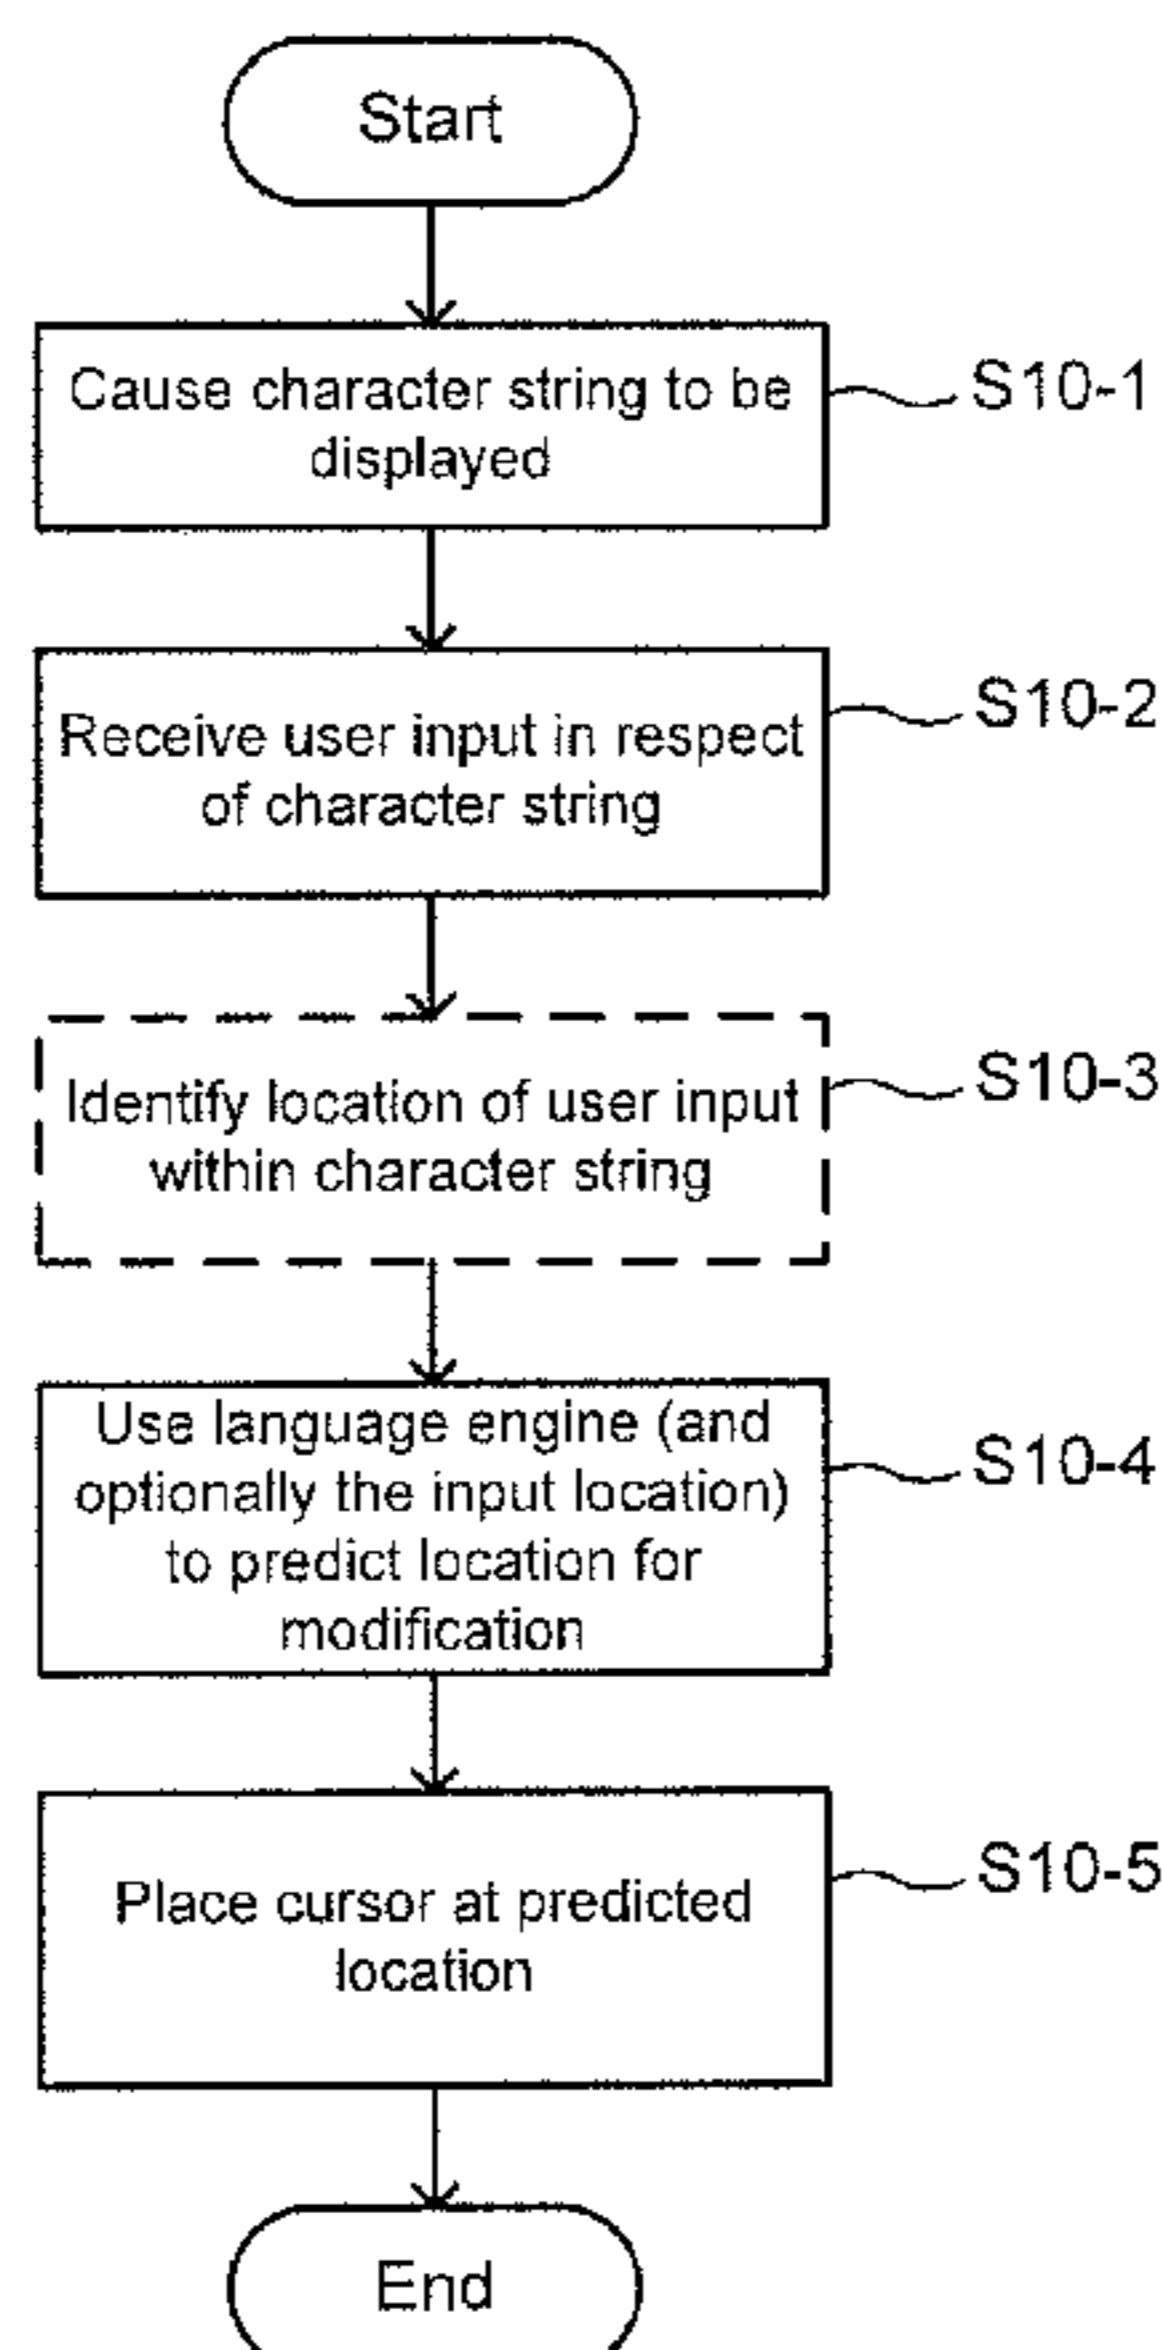 Start
Cause character string to be
displayed
S10-1
Receive user input in respect
of character string
S10-2
Identify location of user input
within character string
S10-3
Use language engine (and
optionally the input location)
to predict location for
modification
S10-4
Place cursor at predicted
location
S10-5
End